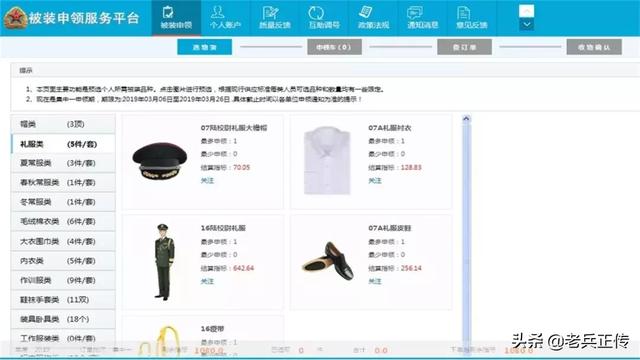 被装申领服务平台
被装申领
个人账户
质量反馈
互助调号
政策法规
通知消息
意见反馈
选物资
申领车(0)
查订单
收物确认
提示
1、本页面主要功能是预选个人所需被装品种。点击图片进行预选，根据现行供应标准每类人员可选品种和数量均有一些限定。
2、现在是集中一申领期，期限为:2019年03月06日至2019年03月26日,具体截止时间以各单位申领通知为准的提示！
帽类 (3顶)
礼服类 (5件/套)
夏常服类 (3件/套)
春秋常服类 (3件/套)
冬常服类 (1件/套)
毛绒棉衣类 (6件/套)
大衣围巾类 (4件/套)
内衣类 (5件/套)
作训服类 (9件/套)
鞋袜手套类 (11双)
装具卧具类 (18个)
工作服装类 (0件/套)
07陆校尉礼服大檐帽
最多申领：1
最少申领：0
结算指标：70.05
关注
07A礼服衬衣
最多申领：1
最少申领：0
结算指标：128.83
关注
16陆校尉礼服
最多申领：1
最少申领：0
结算指标：642.64
关注
07A礼服皮鞋
最多申领：1
最少申领：0
结算指标：256.14
关注
16绶带
1080.0
0 件
合计：0.0
1080.0
头条 @老兵正传